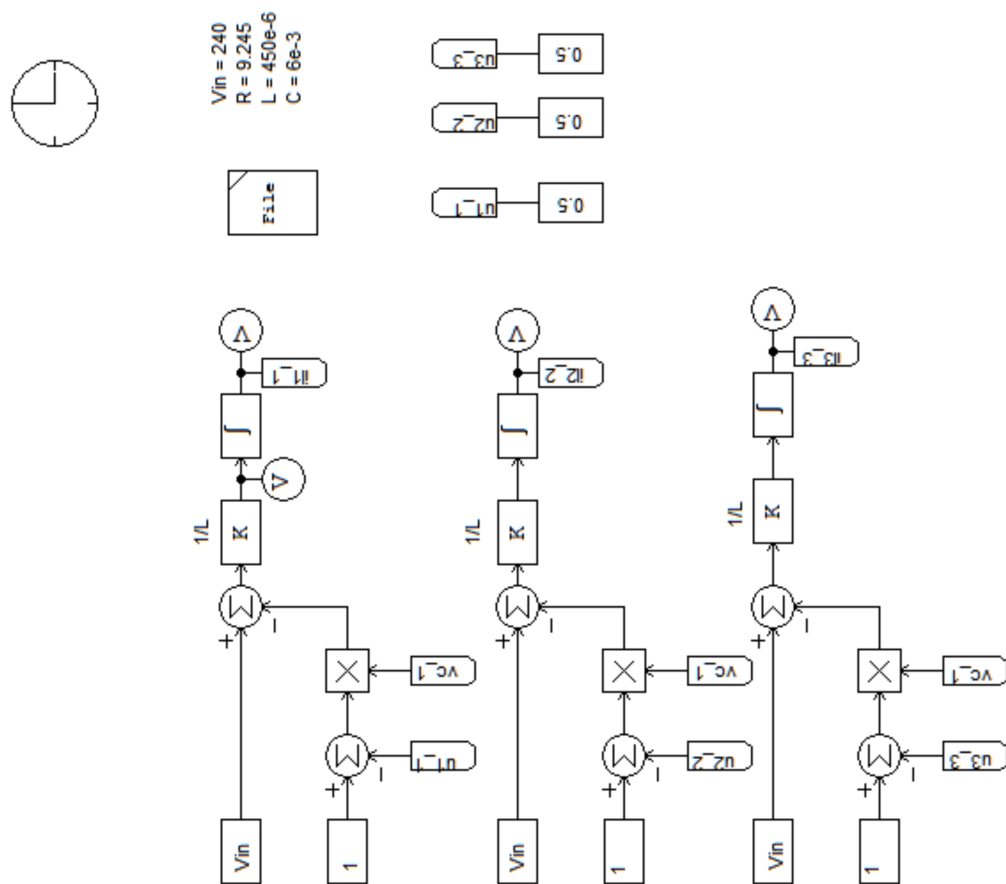 Vin = 240
R = 9.245
L = 450e-6
C = 6e-3
File
u3_3
0.5
u2_2
0.5
u1_1
0.5
V
il1_1
∫
V
1/L
K
Σ
+
−
×
vc_1
Σ
+
−
u1_1
Vin
1
V
il2_2
∫
1/L
K
Σ
+
−
×
vc_1
Σ
+
−
u2_2
Vin
1
V
il3_3
∫
1/L
K
Σ
+
−
×
vc_1
Σ
+
−
u3_3
Vin
1